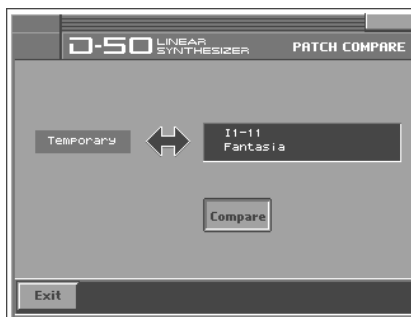 D-50 LINEAR SYNTHESIZER PATCH COMPARE
Temporary
I1-11
Fantasia
Compare
Exit